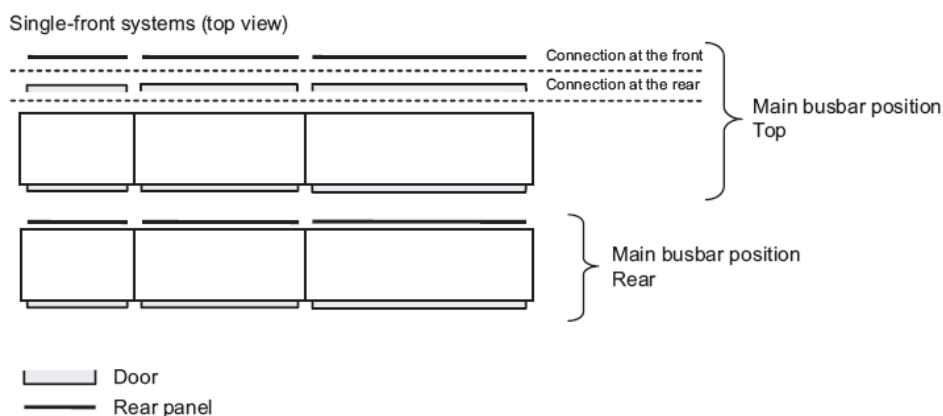 Single-front systems (top view)
Connection at the front
Connection at the rear
Main busbar position
Top
Main busbar position
Rear
Door
Rear panel